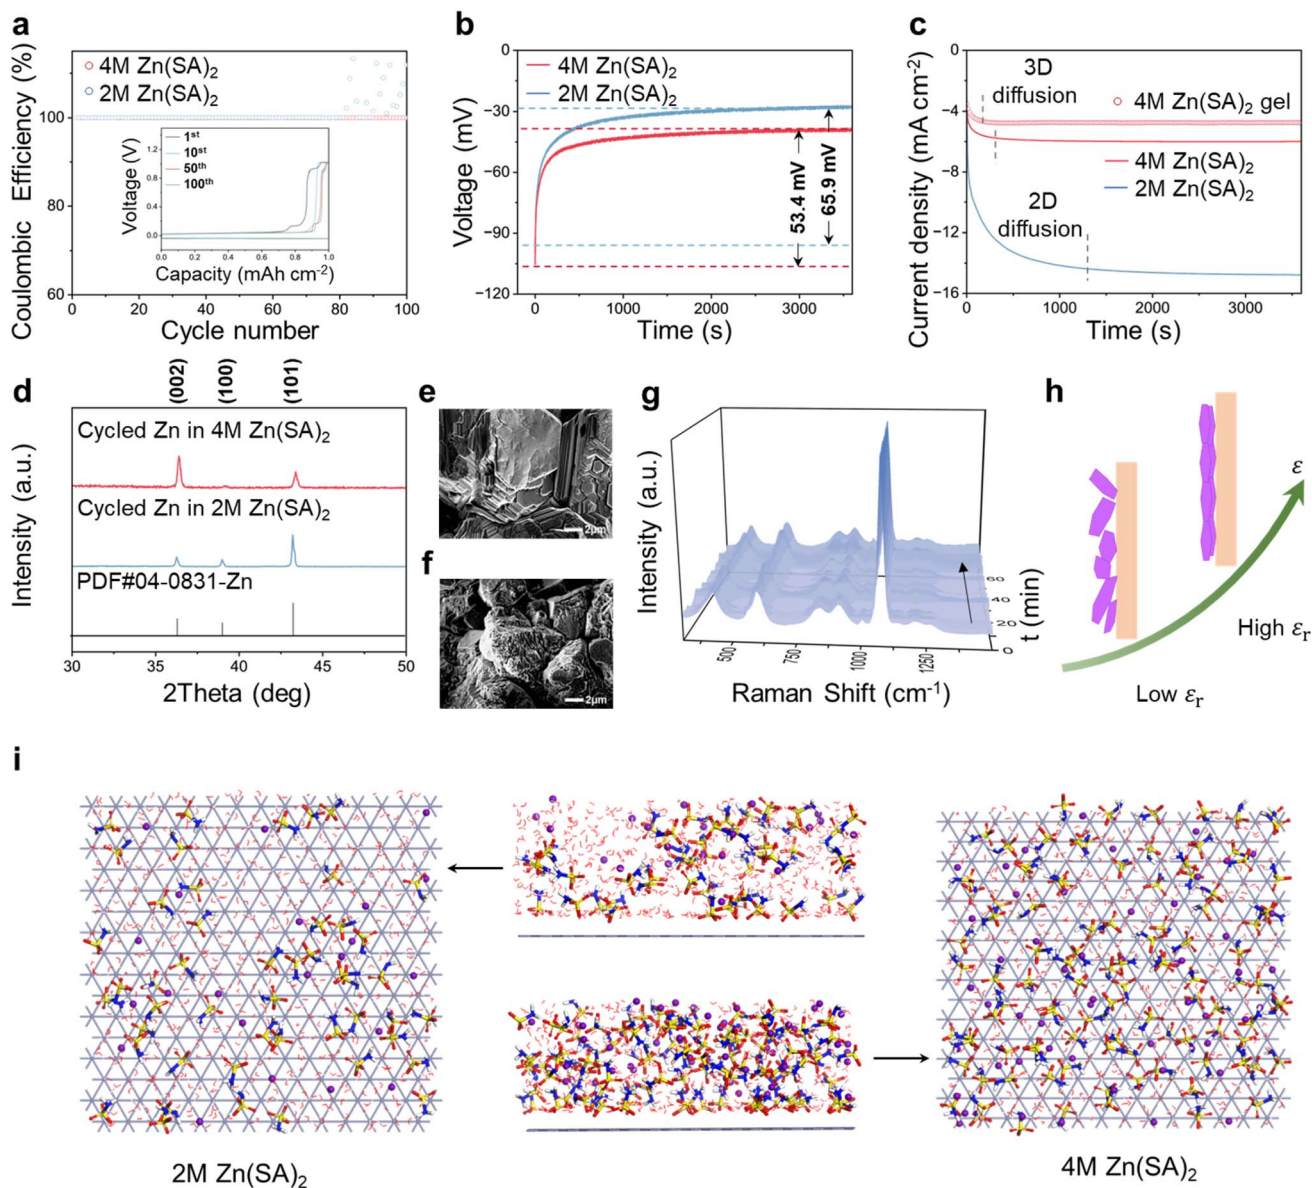 a
Coulombic Efficiency (%)
4M Zn(SA)2
2M Zn(SA)2
100
80
60
0
20
40
60
80
100
Cycle number
1st
10st
50th
100th
Voltage (V)
1.2
0.8
0.4
0.0
0.0
0.2
0.4
0.6
0.8
1.0
Capacity (mAh cm-2)
b
Voltage (mV)
4M Zn(SA)2
2M Zn(SA)2
0
−30
−60
−90
−120
53.4 mV
65.9 mV
0
1000
2000
3000
Time (s)
c
Current density (mA cm-2)
0
−4
−8
−12
−16
3D
diffusion
4M Zn(SA)2 gel
4M Zn(SA)2
2M Zn(SA)2
2D
diffusion
0
1000
2000
3000
Time (s)
d
(002)
(100)
(101)
Intensity (a.u.)
Cycled Zn in 4M Zn(SA)2
Cycled Zn in 2M Zn(SA)2
PDF#04-0831-Zn
30
35
40
45
50
2Theta (deg)
e
2μm
f
2μm
g
Intensity (a.u.)
500
750
1000
1250
Raman Shift (cm-1)
0
20
40
60
t (min)
h
ε
High εr
Low εr
i
2M Zn(SA)2
4M Zn(SA)2